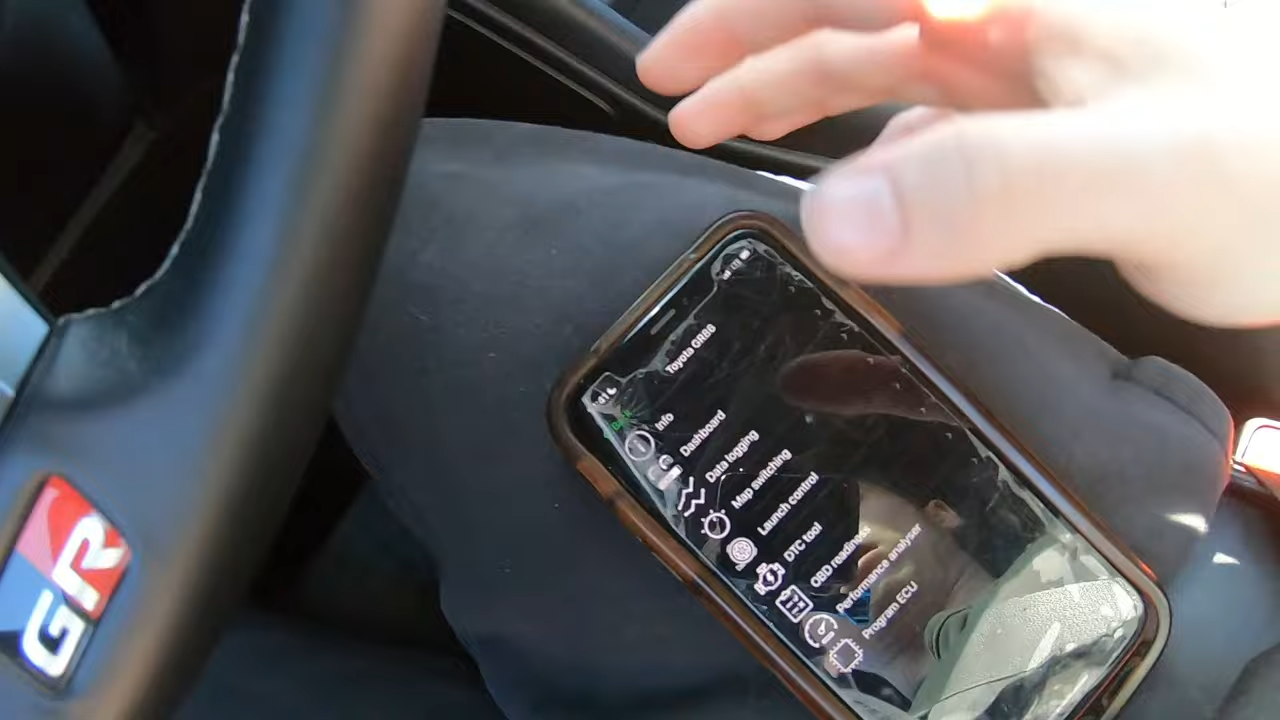 Toyota GR86
Back
Info
Dashboard
Data logging
Map switching
Launch control
DTC tool
OBD readiness
Performance analyser
Program ECU
GR